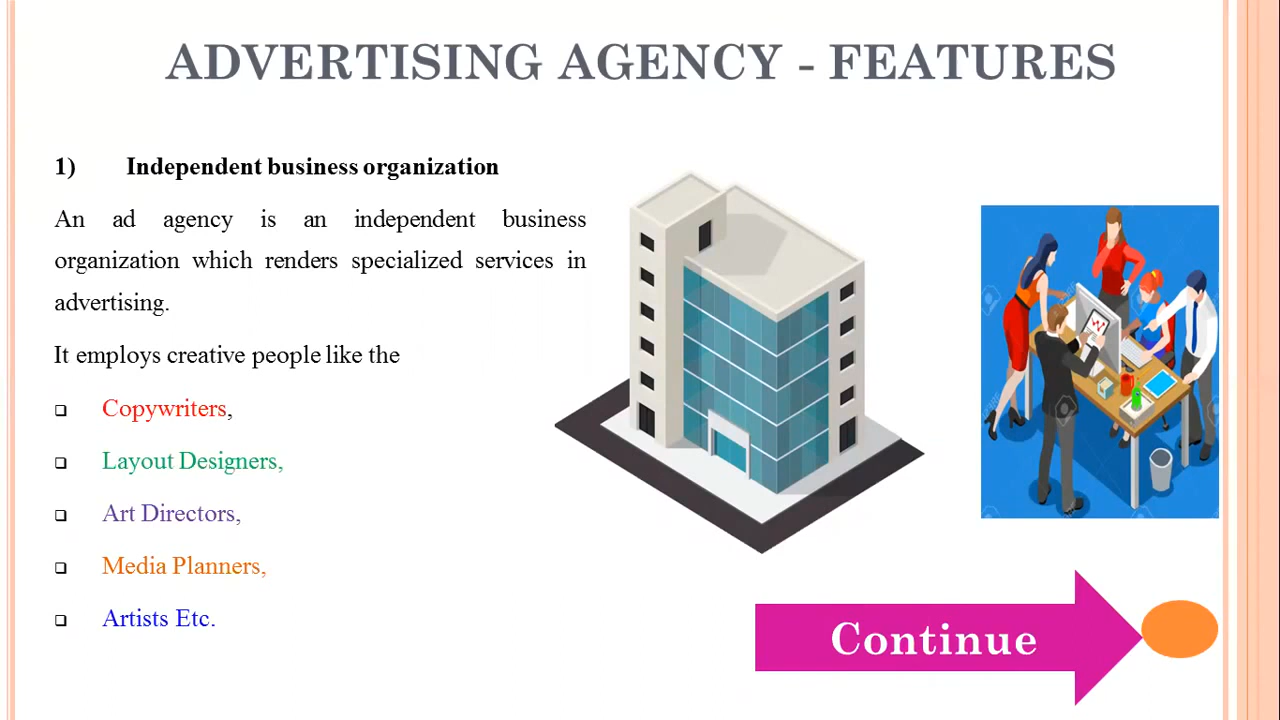 ADVERTISING AGENCY - FEATURES
1) Independent business organization
An ad agency is an independent business
organization which renders specialized services in
advertising.
It employs creative people like the
Copywriters,
Layout Designers,
Art Directors,
Media Planners,
Artists Etc.
Continue